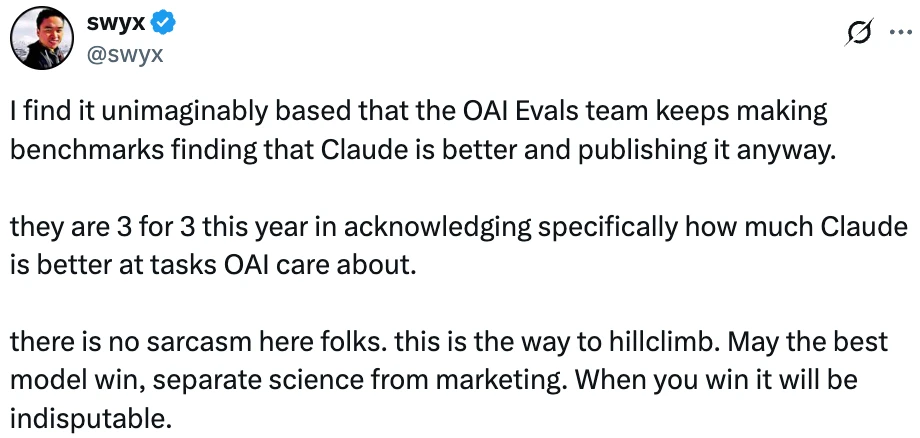 swyx
@swyx
I find it unimaginably based that the OAI Evals team keeps making
benchmarks finding that Claude is better and publishing it anyway.
they are 3 for 3 this year in acknowledging specifically how much Claude
is better at tasks OAI care about.
there is no sarcasm here folks. this is the way to hillclimb. May the best
model win, separate science from marketing. When you win it will be
indisputable.